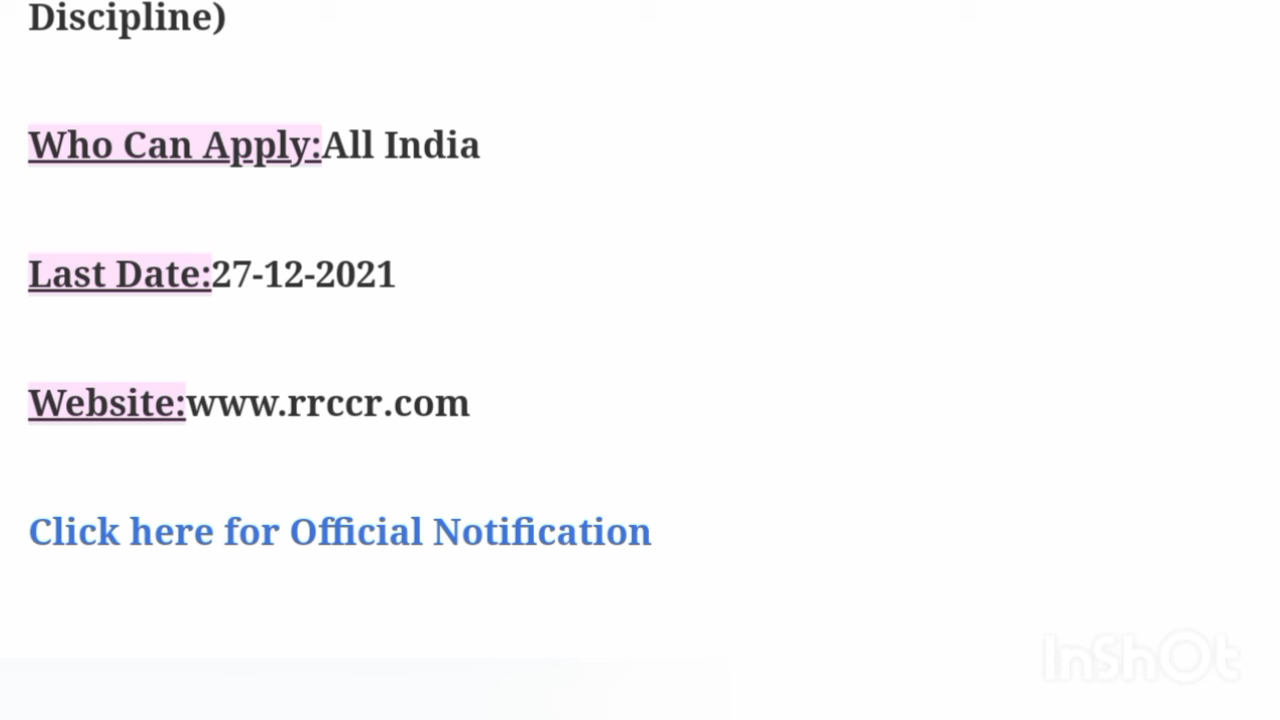 Discipline)
Who Can Apply:All India
Last Date:27-12-2021
Website:www.rrccr.com
Click here for Official Notification
InShOt